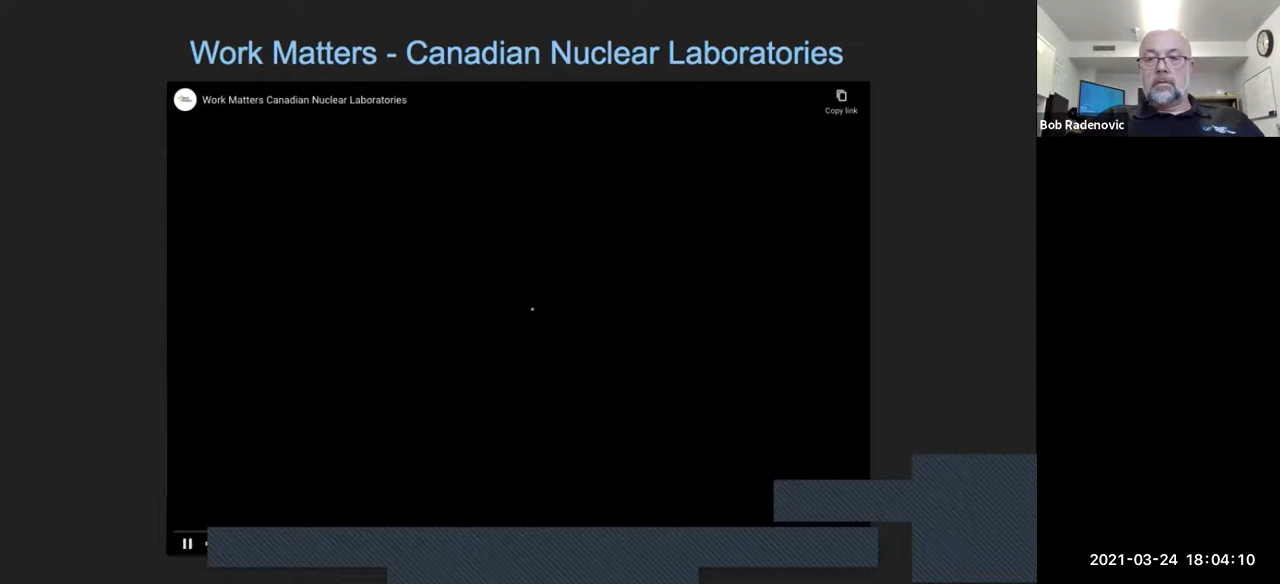 Work Matters - Canadian Nuclear Laboratories
Work Matters Canadian Nuclear Laboratories
Copy link
Bob Radenovic
2021-03-24 18:04:10